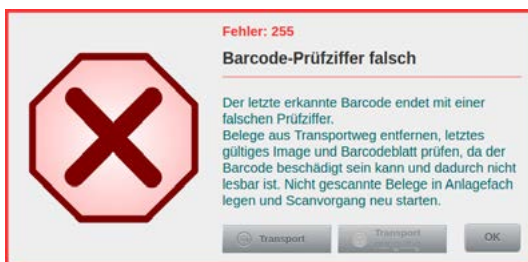 Fehler: 255
Barcode-Prüfziffer falsch
Der letzte erkannte Barcode endet mit einer
falschen Prüfziffer.
Belege aus Transportweg entfernen, letztes
gültiges Image und Barcodeblatt prüfen, da der
Barcode beschädigt sein kann und dadurch nicht
lesbar ist. Nicht gescannte Belege in Anlagefach
legen und Scanvorgang neu starten.
Transport
Transport
OK